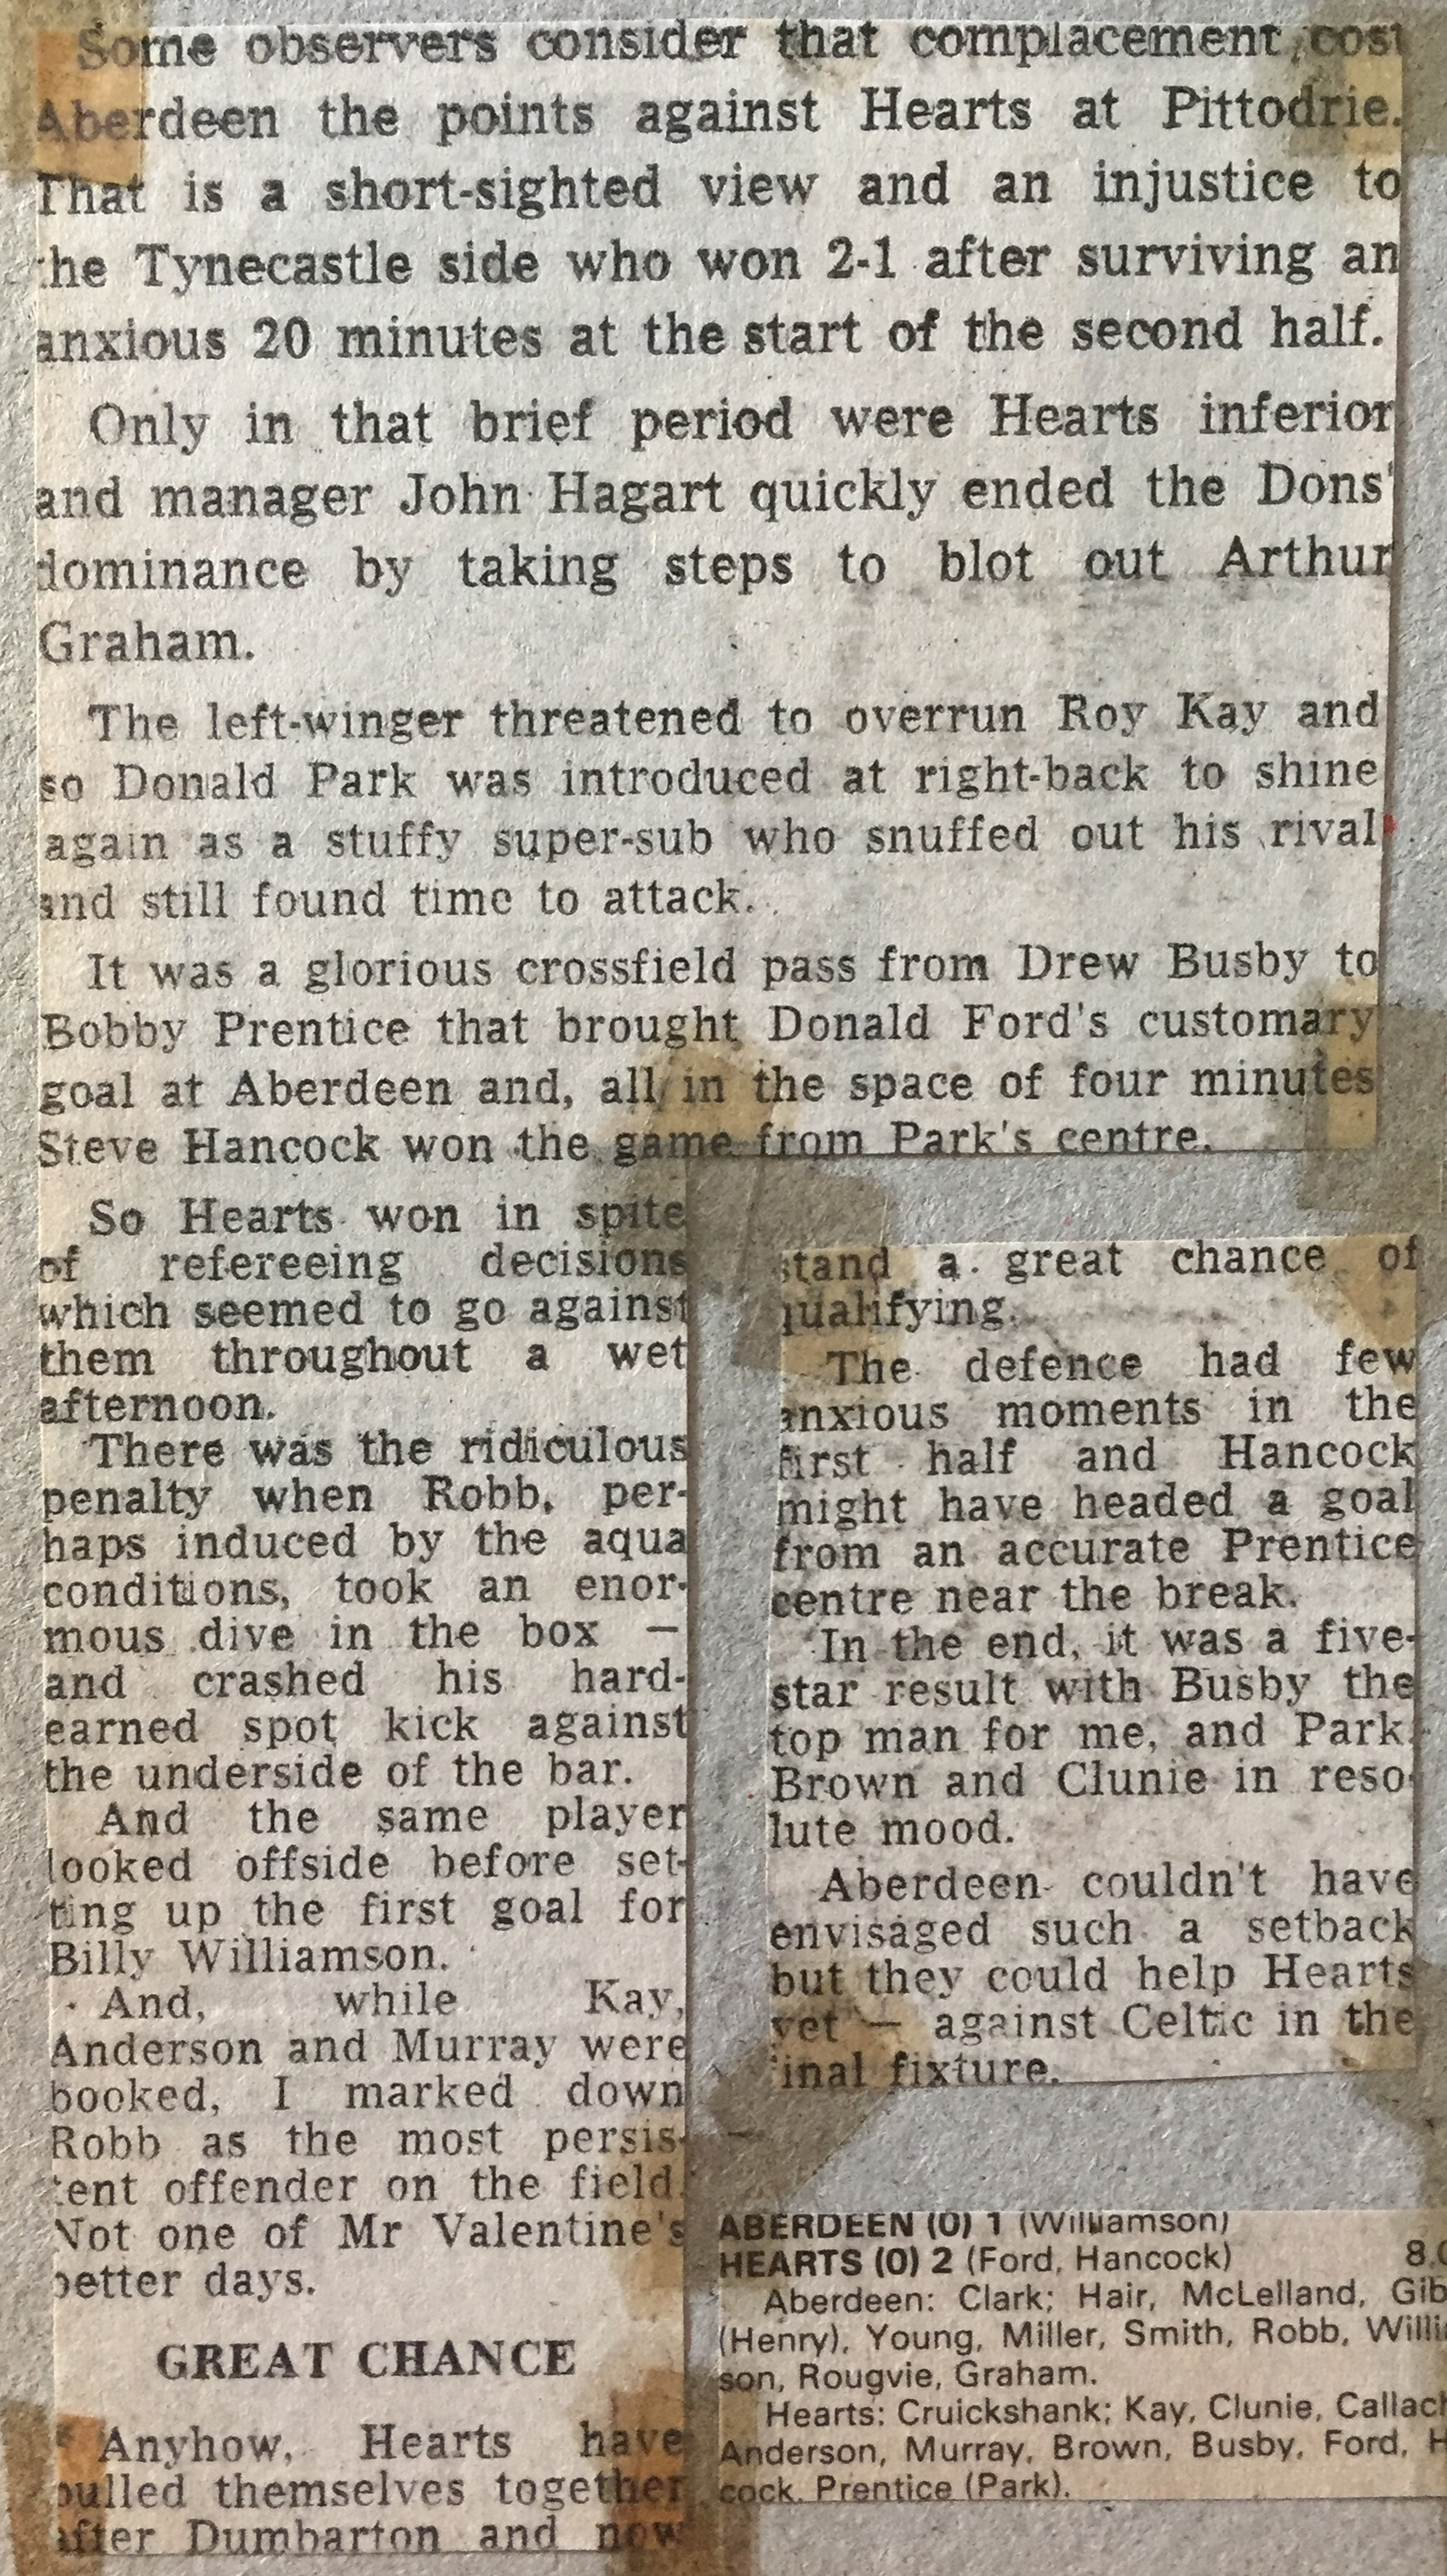 Some observers consider that complacement cost
Aberdeen the points against Hearts at Pittodrie.
That is a short-sighted view and an injustice to
the Tynecastle side who won 2-1 after surviving an
anxious 20 minutes at the start of the second half.
Only in that brief period were Hearts inferior
and manager John Hagart quickly ended the Dons'
dominance by taking steps to blot out Arthur
Graham.
The left-winger threatened to overrun Roy Kay and
so Donald Park was introduced at right-back to shine
again as a stuffy super-sub who snuffed out his rival
and still found time to attack.
It was a glorious crossfield pass from Drew Busby to
Bobby Prentice that brought Donald Ford's customary
goal at Aberdeen and, all in the space of four minutes
Steve Hancock won the game from Park's centre.
So Hearts won in spite
of refereeing decisions
which seemed to go against
them throughout a wet
afternoon.
There was the ridiculous
penalty when Robb, per-
haps induced by the aqua
conditions, took an enor-
mous dive in the box —
and crashed his hard-
earned spot kick against
the underside of the bar.
And the same player
looked offside before set-
ting up the first goal for
Billy Williamson.
And, while Kay,
Anderson and Murray were
booked, I marked down
Robb as the most persis-
tent offender on the field.
Not one of Mr Valentine's
better days.
GREAT CHANCE
Anyhow, Hearts have
pulled themselves together
after Dumbarton and now
stand a great chance of
qualifying.
The defence had few
anxious moments in the
first half and Hancock
might have headed a goal
from an accurate Prentice
centre near the break.
In the end, it was a five-
star result with Busby the
top man for me, and Park,
Brown and Clunie in reso-
lute mood.
Aberdeen couldn't have
envisaged such a setback
but they could help Hearts
yet — against Celtic in the
final fixture.
ABERDEEN (0) 1 (Williamson)
HEARTS (0) 2 (Ford, Hancock) 8.0
Aberdeen: Clark; Hair, McLelland, Gib
(Henry), Young, Miller, Smith, Robb, Willi
son, Rougvie, Graham.
Hearts: Cruickshank; Kay, Clunie, Callach
Anderson, Murray, Brown, Busby, Ford, H
cock, Prentice (Park).